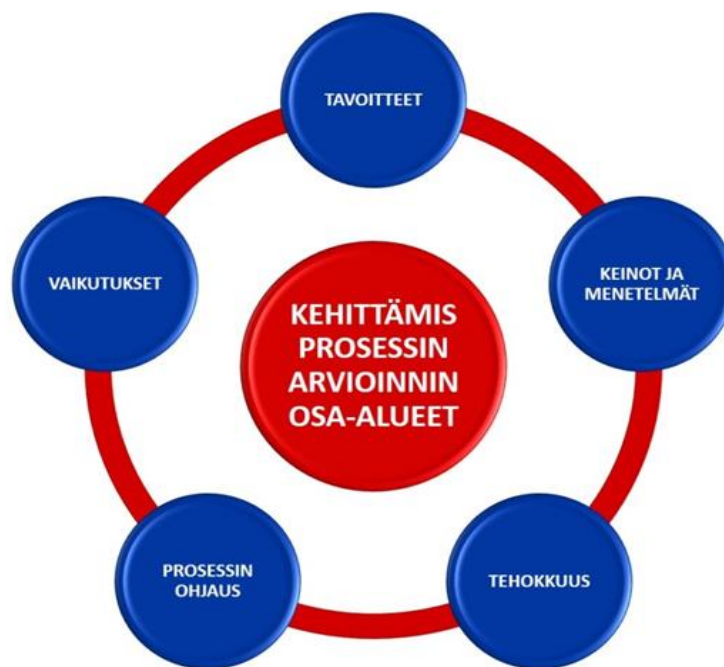 TAVOITTEET
KEINOT JA
MENETELMÄT
TEHOKKUUS
PROSESSIN
OHJAUS
VAIKUTUKSET
KEHITTÄMIS
PROSESSIN
ARVIOINNIN
OSA-ALUEET